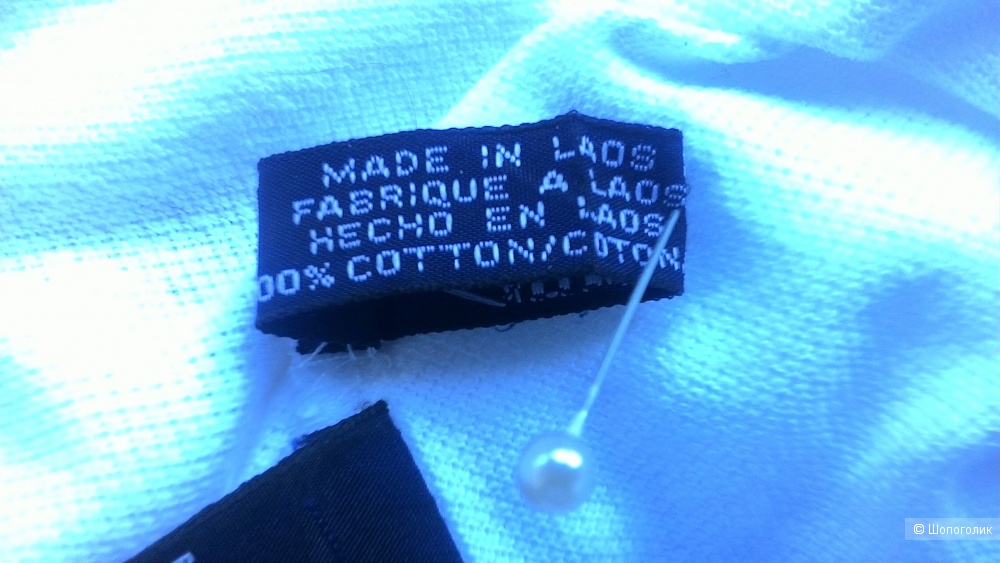 MADE IN LAOS
FABRIQUE A LAOS
HECHO EN LAOS
00% COTTON/COTON
© Шопоголик